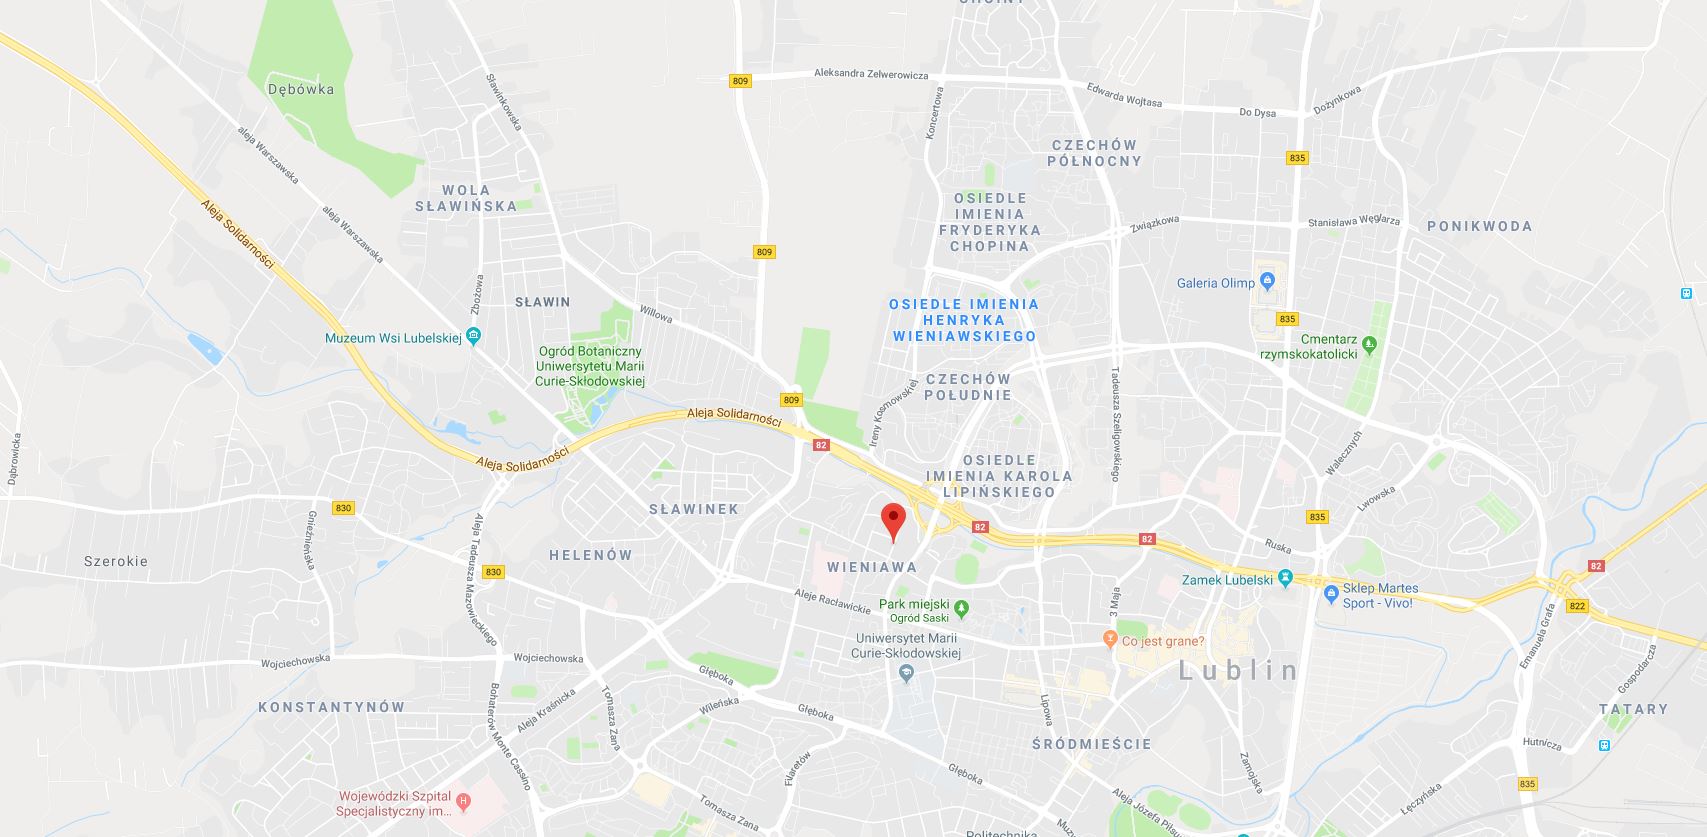 CHOINY
Aleksandra Zelwerowicza
809
Dębówka
Sławinkowska
Koncertowa
Edwarda Wojtasa
Do Dysa
Dożynkowa
aleja Warszawska
CZECHÓW
PÓŁNOCNY
835
WOLA
SŁAWIŃSKA
OSIEDLE
IMIENIA
FRYDERYKA
CHOPINA
Aleja Solidarności
aleja Warszawska
Związkowa
Stanisława Węglarza
PONIKWODA
809
Zbożowa
SŁAWIN
Galeria Olimp
OSIEDLE IMIENIA
HENRYKA
WIENIAWSKIEGO
Willowa
835
Muzeum Wsi Lubelskiej
Ogród Botaniczny
Uniwersytetu Marii
Curie-Skłodowskiej
Cmentarz
rzymskokatolicki
CZECHÓW
POŁUDNIE
Ireny Kosmowskiej
Tadeusza Szeligowskiego
809
Aleja Solidarności
82
Dąbrowicka
Aleja Solidarności
Walecznych
OSIEDLE
IMIENIA KAROLA
LIPIŃSKIEGO
Lwowska
830
SŁAWINEK
Gnieźnieńska
Aleja Tadeusza Mazowieckiego
835
82
82
Ruska
HELENÓW
Szerokie
830
WIENIAWA
82
Zamek Lubelski
Sklep Martes
Sport - Vivo!
822
Aleje Racławickie
Park miejski
Ogród Saski
3 Maja
Emanuela Grafa
Uniwersytet Marii
Curie-Skłodowskiej
Co jest grane?
Lublin
Wojciechowska
Wojciechowska
Głęboka
Gospodarcza
KONSTANTYNÓW
Bohaterów Monte Cassino
Aleja Kraśnicka
Tomasza Zana
Wileńska
Głęboka
Lipowa
TATARY
ŚRÓDMIEŚCIE
Hutnicza
Filaretów
Głęboka
Zamojska
835
Wojewódzki Szpital
Specjalistyczny im...
Tomasza Zana
Aleja Józefa Piłsu
Łęczyńska
Muz
Politechnika